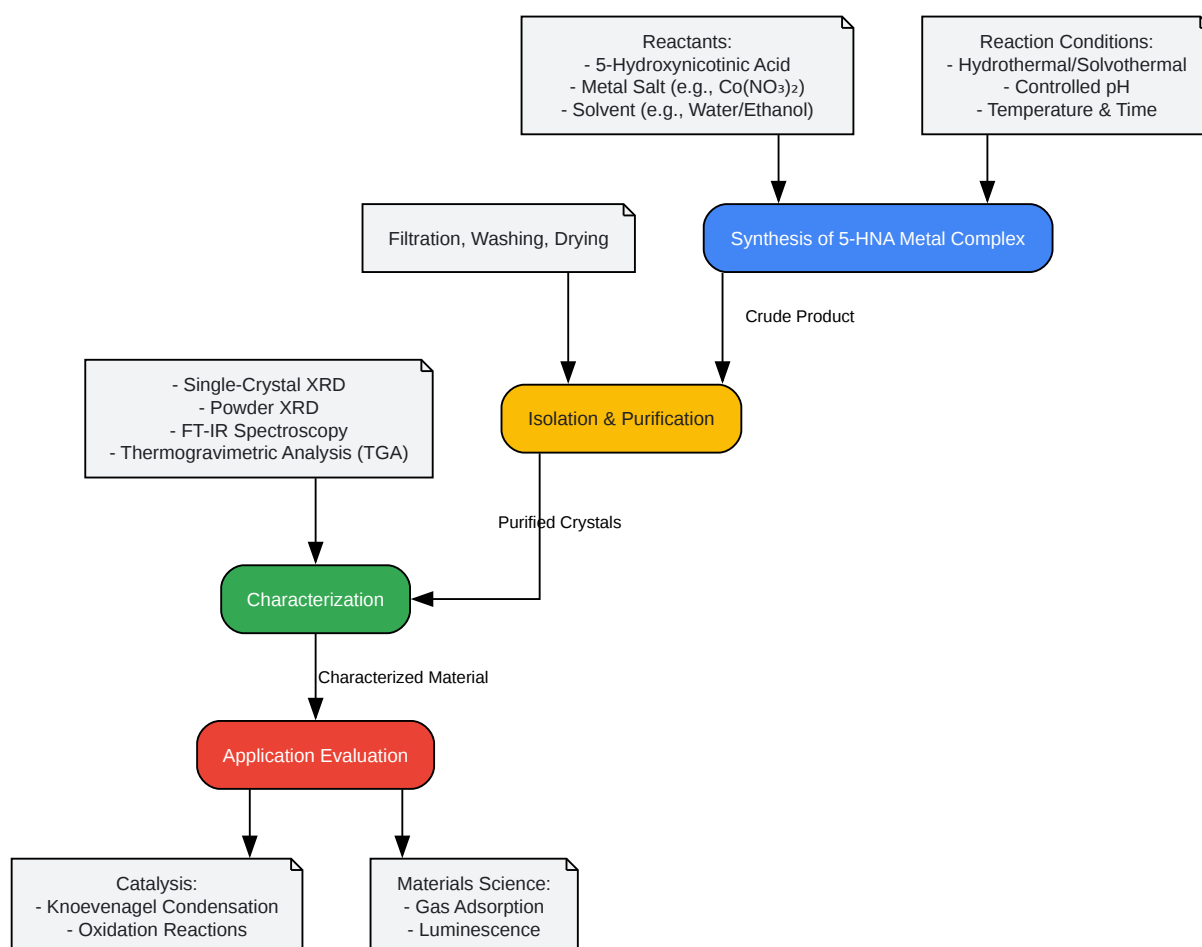 Reactants:
- 5-Hydroxynicotinic Acid
- Metal Salt (e.g., Co(NO₃)₂)
- Solvent (e.g., Water/Ethanol)
Reaction Conditions:
- Hydrothermal/Solvothermal
- Controlled pH
- Temperature & Time
Filtration, Washing, Drying
Synthesis of 5-HNA Metal Complex
Crude Product
- Single-Crystal XRD
- Powder XRD
- FT-IR Spectroscopy
- Thermogravimetric Analysis (TGA)
Isolation & Purification
Purified Crystals
Characterization
Characterized Material
Application Evaluation
Catalysis:
- Knoevenagel Condensation
- Oxidation Reactions
Materials Science:
- Gas Adsorption
- Luminescence